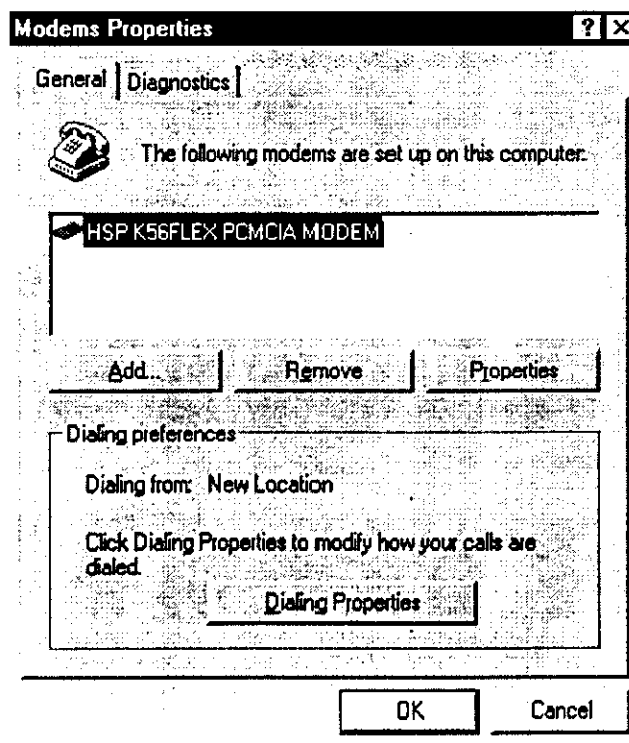 Modems Properties
General Diagnostics
The following modems are set up on this computer:
HSP K56FLEX PCMCIA MODEM
Add... Remove Properties
Dialing preferences
Dialing from: New Location
Click Dialing Properties to modify how your calls are
dialed.
Dialing Properties
OK Cancel